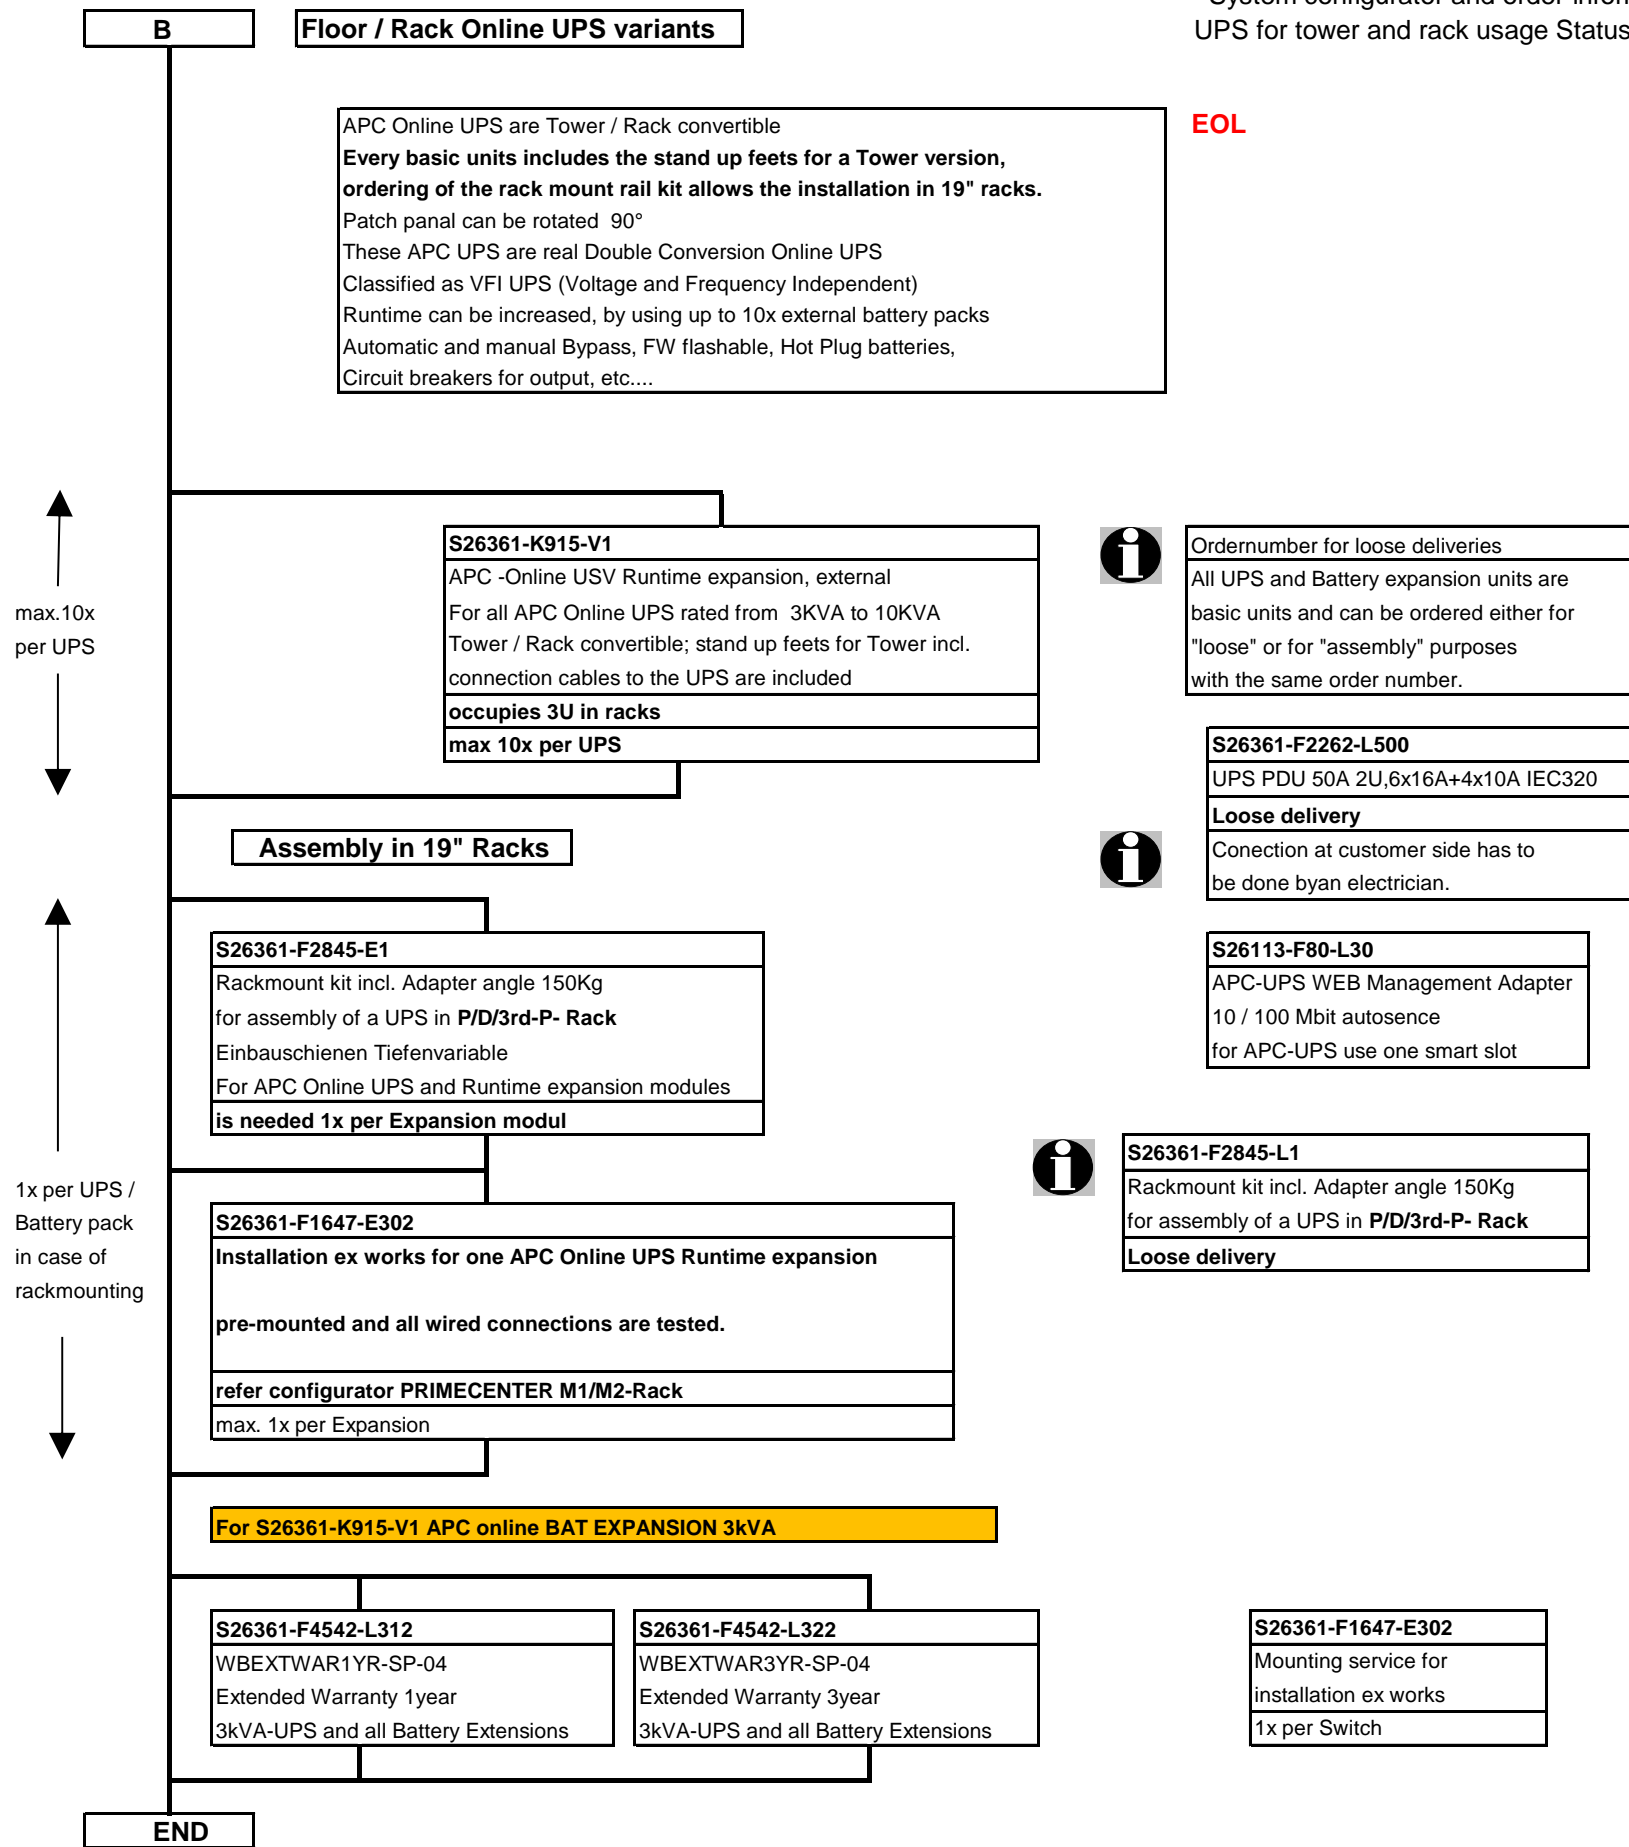 System configurator and order
B
Floor / Rack Online UPS variants
UPS for tower and rack usage Status
APC Online UPS are Tower / Rack convertible
EOL
Every basic units includes the stand up feets for a Tower version,
ordering of the rack mount rail kit allows the installation in 19" racks.
Patch panal can be rotated  90°
These APC UPS are real Double Conversion Online UPS
Classified as VFI UPS (Voltage and Frequency Independent)
Runtime can be increased, by using up to 10x external battery packs
Automatic and manual Bypass, FW flashable, Hot Plug batteries,
Circuit breakers for output, etc....
max.10x
per UPS
S26361-K915-V1
APC -Online USV Runtime expansion, external
For all APC Online UPS rated from  3KVA to 10KVA
Tower / Rack convertible; stand up feets for Tower incl.
connection cables to the UPS are included
occupies 3U in racks
max 10x per UPS
Ordernumber for loose deliveries
All UPS and Battery expansion units are
basic units and can be ordered either for
"loose" or for "assembly" purposes
with the same order number.
S26361-F2262-L500
UPS PDU 50A 2U,6x16A+4x10A IEC320
Loose delivery
Conection at customer side has to
be done byan electrician.
Assembly in 19" Racks
S26361-F2845-E1
Rackmount kit incl. Adapter angle 150Kg
for assembly of a UPS in P/D/3rd-P- Rack
Einbauschienen Tiefenvariable
For APC Online UPS and Runtime expansion modules
is needed 1x per Expansion modul
S26113-F80-L30
APC-UPS WEB Management Adapter
10 / 100 Mbit autosence
for APC-UPS use one smart slot
1x per UPS /
Battery pack
in case of
rackmounting
S26361-F2845-L1
Rackmount kit incl. Adapter angle 150Kg
for assembly of a UPS in P/D/3rd-P- Rack
Loose delivery
S26361-F1647-E302
Installation ex works for one APC Online UPS Runtime expansion
pre-mounted and all wired connections are tested.
refer configurator PRIMECENTER M1/M2-Rack
max. 1x per Expansion
For S26361-K915-V1 APC online BAT EXPANSION 3kVA
S26361-F4542-L312
WBEXTWAR1YR-SP-04
Extended Warranty 1year
3kVA-UPS and all Battery Extensions
S26361-F4542-L322
WBEXTWAR3YR-SP-04
Extended Warranty 3year
3kVA-UPS and all Battery Extensions
S26361-F1647-E302
Mounting service for
installation ex works
1x per Switch
END